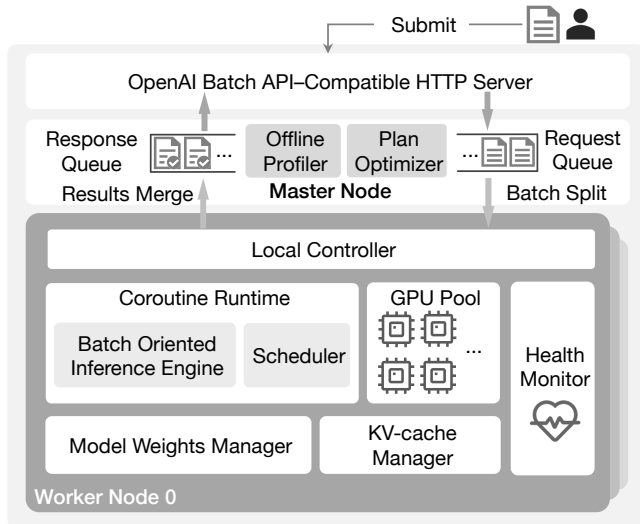 Submit
OpenAI Batch API–Compatible HTTP Server
Response
Queue
...
Offline
Profiler
Plan
Optimizer
...
Request
Queue
Results Merge
Master Node
Batch Split
Local Controller
Coroutine Runtime
Batch Oriented
Inference Engine
Scheduler
GPU Pool
...
Health
Monitor
Model Weights Manager
KV-cache
Manager
Worker Node 0